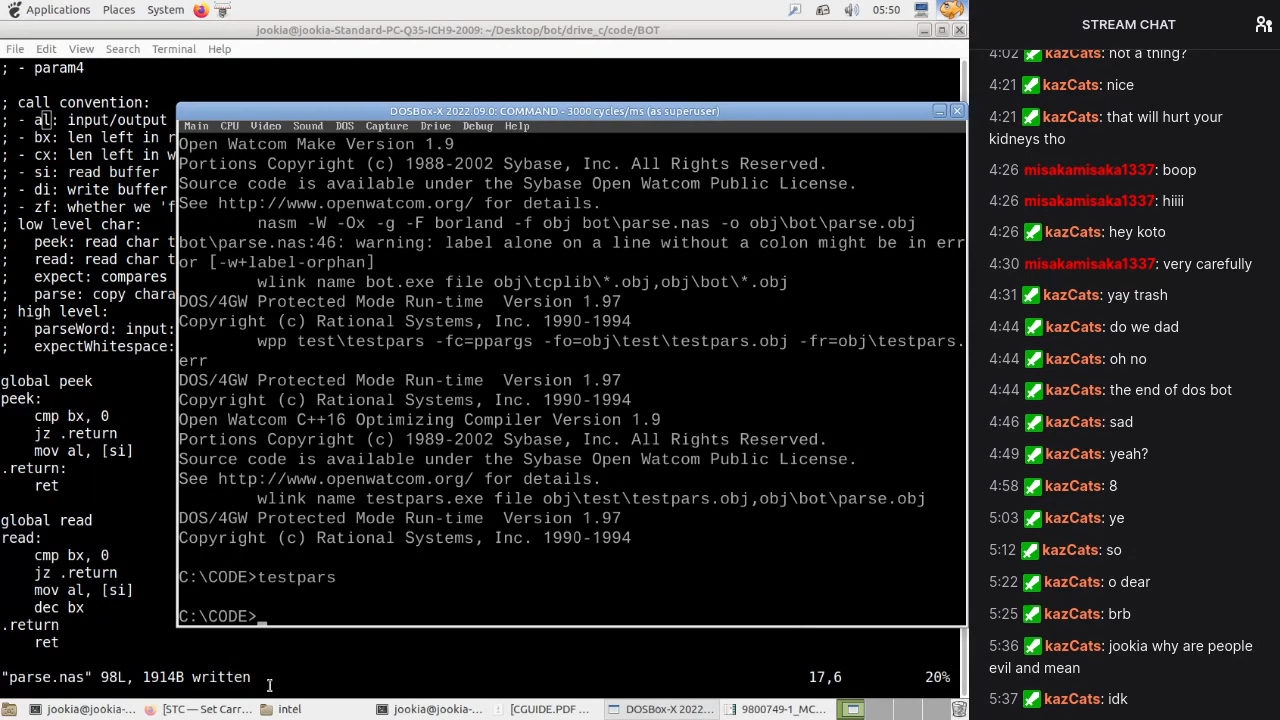 Applications Places System 05:50
jookia@jookia-Standard-PC-Q35-ICH9-2009: ~/Desktop/bot/drive_c/code/BOT
File Edit View Search Terminal Help
; - param4
; call convention:
; - al: input/output
; - bx: len left in r
; - cx: len left in w
; - si: read buffer
; - di: write buffer
; - zf: whether we 'f
; low level char:
;   peek: read char t
;   read: read char t
;   expect: compares
;   parse: copy chara
; high level:
;   parseWord: input:
;   expectWhitespace:
global peek
peek:
cmp bx, 0
jz .return
mov al, [si]
.return:
ret
global read
read:
cmp bx, 0
jz .return
mov al, [si]
dec bx
.return
ret
"parse.nas" 98L, 1914B written 17,6 20%
DOSBox-X 2022.09.0: COMMAND - 3000 cycles/ms (as superuser)
Main CPU Video Sound DOS Capture Drive Debug Help
Open Watcom Make Version 1.9
Portions Copyright (c) 1988-2002 Sybase, Inc. All Rights Reserved.
Source code is available under the Sybase Open Watcom Public License.
See http://www.openwatcom.org/ for details.
nasm -W -Ox -g -F borland -f obj bot\parse.nas -o obj\bot\parse.obj
bot\parse.nas:46: warning: label alone on a line without a colon might be in err
or [-w+label-orphan]
wlink name bot.exe file obj\tcplib\*.obj,obj\bot\*.obj
DOS/4GW Protected Mode Run-time  Version 1.97
Copyright (c) Rational Systems, Inc. 1990-1994
wpp test\testpars -fc=ppargs -fo=obj\test\testpars.obj -fr=obj\testpars.
err
DOS/4GW Protected Mode Run-time  Version 1.97
Copyright (c) Rational Systems, Inc. 1990-1994
Open Watcom C++16 Optimizing Compiler Version 1.9
Portions Copyright (c) 1989-2002 Sybase, Inc. All Rights Reserved.
Source code is available under the Sybase Open Watcom Public License.
See http://www.openwatcom.org/ for details.
wlink name testpars.exe file obj\test\testpars.obj,obj\bot\parse.obj
DOS/4GW Protected Mode Run-time  Version 1.97
Copyright (c) Rational Systems, Inc. 1990-1994
C:\CODE>testpars
C:\CODE>_
jookia@jookia-... [STC — Set Carr... intel jookia@jookia-... [CGUIDE.PDF ... DOSBox-X 2022... 9800749-1_MC...
STREAM CHAT
4:02 kazCats: not a thing?
4:21 kazCats: nice
4:21 kazCats: that will hurt your
kidneys tho
4:26 misakamisaka1337: boop
4:26 misakamisaka1337: hiiii
4:26 kazCats: hey koto
4:30 misakamisaka1337: very carefully
4:31 kazCats: yay trash
4:44 kazCats: do we dad
4:44 kazCats: oh no
4:44 kazCats: the end of dos bot
4:46 kazCats: sad
4:49 kazCats: yeah?
4:58 kazCats: 8
5:03 kazCats: ye
5:12 kazCats: so
5:22 kazCats: o dear
5:25 kazCats: brb
5:36 kazCats: jookia why are people
evil and mean
5:37 kazCats: idk